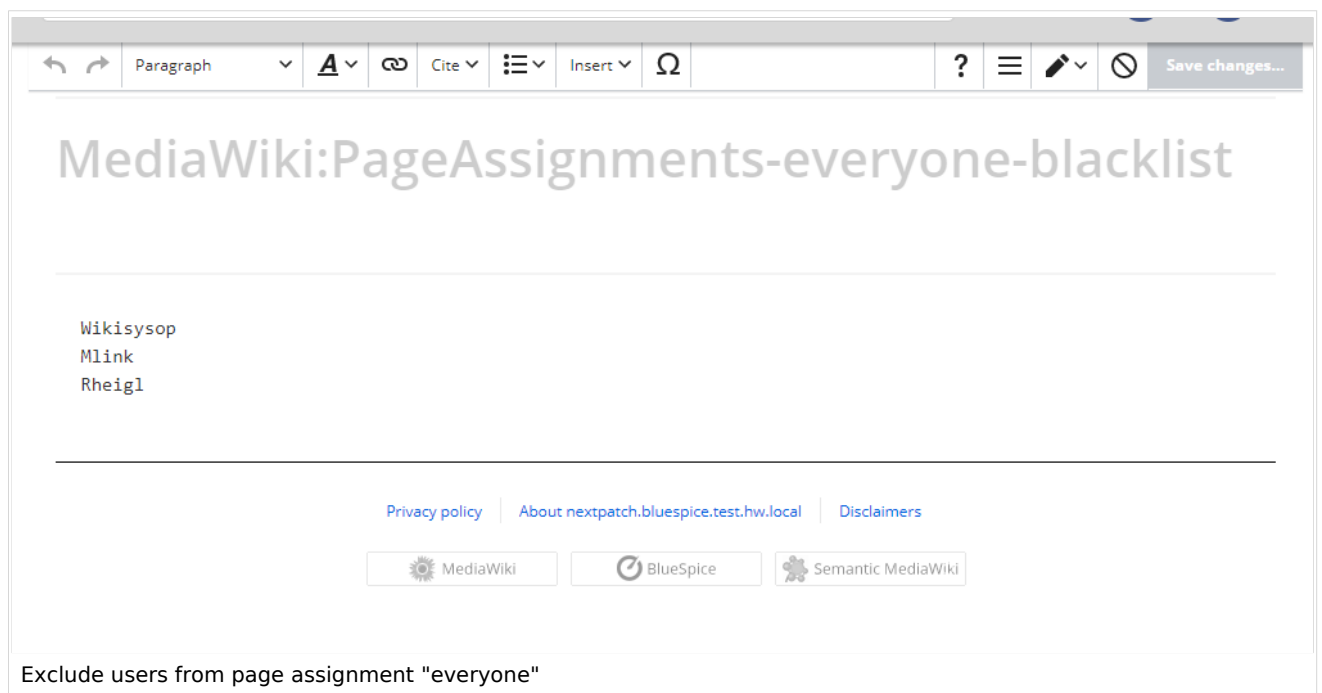 Paragraph A Cite Insert Ω ? Save changes...
MediaWiki:PageAssignments-everyone-blacklist
Wikisysop
Mlink
Rheigl
Privacy policy About nextpatch.bluespice.test.hw.local Disclaimers
MediaWiki BlueSpice Semantic MediaWiki
Exclude users from page assignment "everyone"